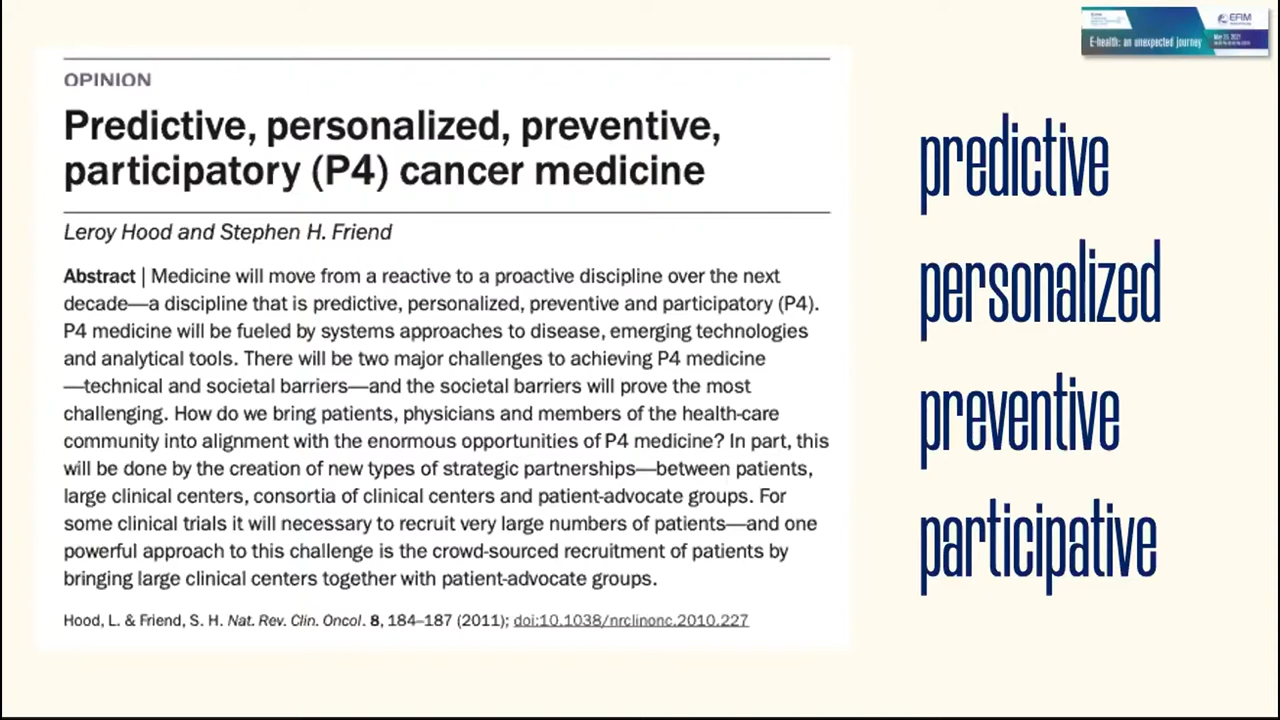 OPINION
Predictive, personalized, preventive,
participatory (P4) cancer medicine
Leroy Hood and Stephen H. Friend
Abstract | Medicine will move from a reactive to a proactive discipline over the next
decade—a discipline that is predictive, personalized, preventive and participatory (P4).
P4 medicine will be fueled by systems approaches to disease, emerging technologies
and analytical tools. There will be two major challenges to achieving P4 medicine
—technical and societal barriers—and the societal barriers will prove the most
challenging. How do we bring patients, physicians and members of the health-care
community into alignment with the enormous opportunities of P4 medicine? In part, this
will be done by the creation of new types of strategic partnerships—between patients,
large clinical centers, consortia of clinical centers and patient-advocate groups. For
some clinical trials it will necessary to recruit very large numbers of patients—and one
powerful approach to this challenge is the crowd-sourced recruitment of patients by
bringing large clinical centers together with patient-advocate groups.
Hood, L. & Friend, S. H. Nat. Rev. Clin. Oncol. 8, 184–187 (2011); doi:10.1038/nrclinonc.2010.227
EFIM
E-health: an unexpected journey
predictive
personalized
preventive
participative